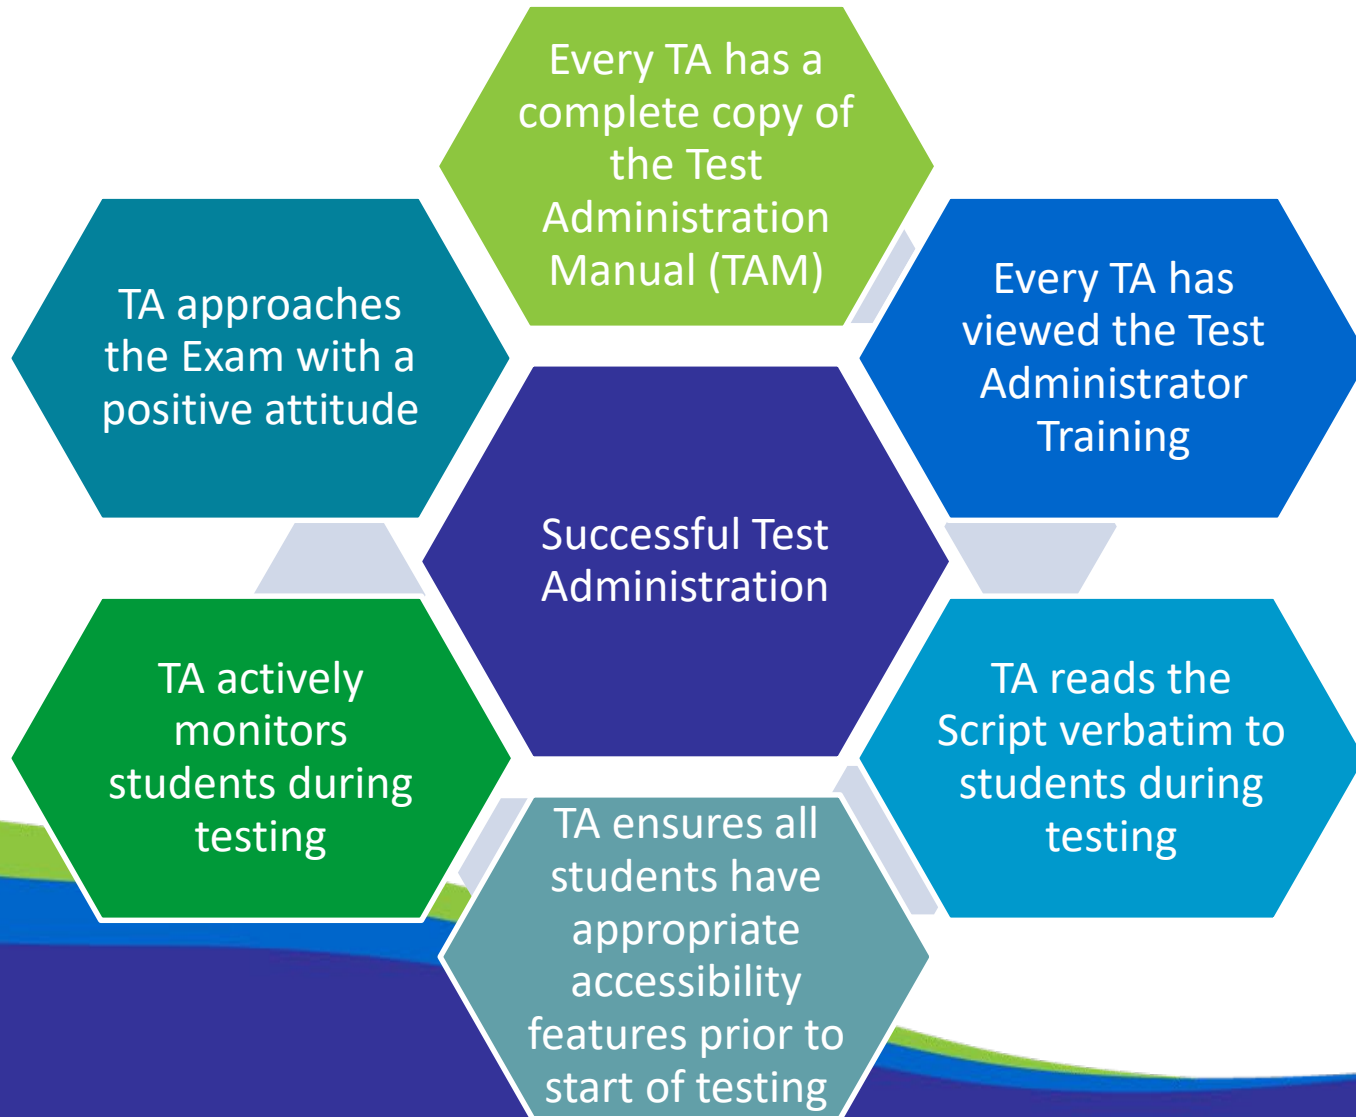 Every TA has a
complete copy of
the Test
Administration
Manual (TAM)
Every TA has
viewed the Test
Administrator
Training
TA reads the
Script verbatim to
students during
testing
TA ensures all
students have
appropriate
accessibility
features prior to
start of testing
TA actively
monitors
students during
testing
TA approaches
the Exam with a
positive attitude
Successful Test
Administration